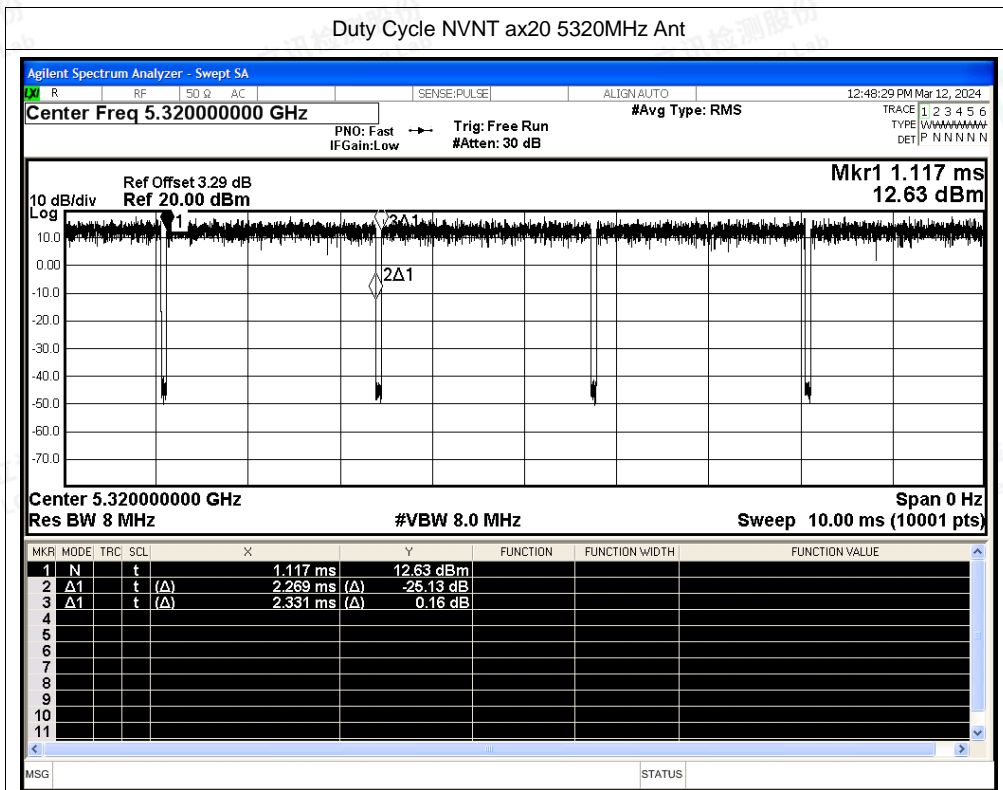 Duty Cycle NVNT ax20 5320MHz Ant
Agilent Spectrum Analyzer - Swept SA
LXI R RF 50 Ω AC SENSE:PULSE ALIGN AUTO 12:48:29 PM Mar 12, 2024
Center Freq 5.320000000 GHz
PNO: Fast
IFGain:Low
Trig: Free Run
#Atten: 30 dB
#Avg Type: RMS
TRACE 1 2 3 4 5 6
TYPE WWWWWW
DET P N N N N N
Mkr1 1.117 ms
12.63 dBm
Ref Offset 3.29 dB
10 dB/div Ref 20.00 dBm
Log
1
3Δ1
2Δ1
10.0
0.00
-10.0
-20.0
-30.0
-40.0
-50.0
-60.0
-70.0
Center 5.320000000 GHz Span 0 Hz
Res BW 8 MHz #VBW 8.0 MHz Sweep 10.00 ms (10001 pts)
MKR MODE TRC SCL X Y FUNCTION FUNCTION WIDTH FUNCTION VALUE
1 N t 1.117 ms 12.63 dBm
2 Δ1 t (Δ) 2.269 ms (Δ) -25.13 dB
3 Δ1 t (Δ) 2.331 ms (Δ) 0.16 dB
4
5
6
7
8
9
10
11
MSG STATUS